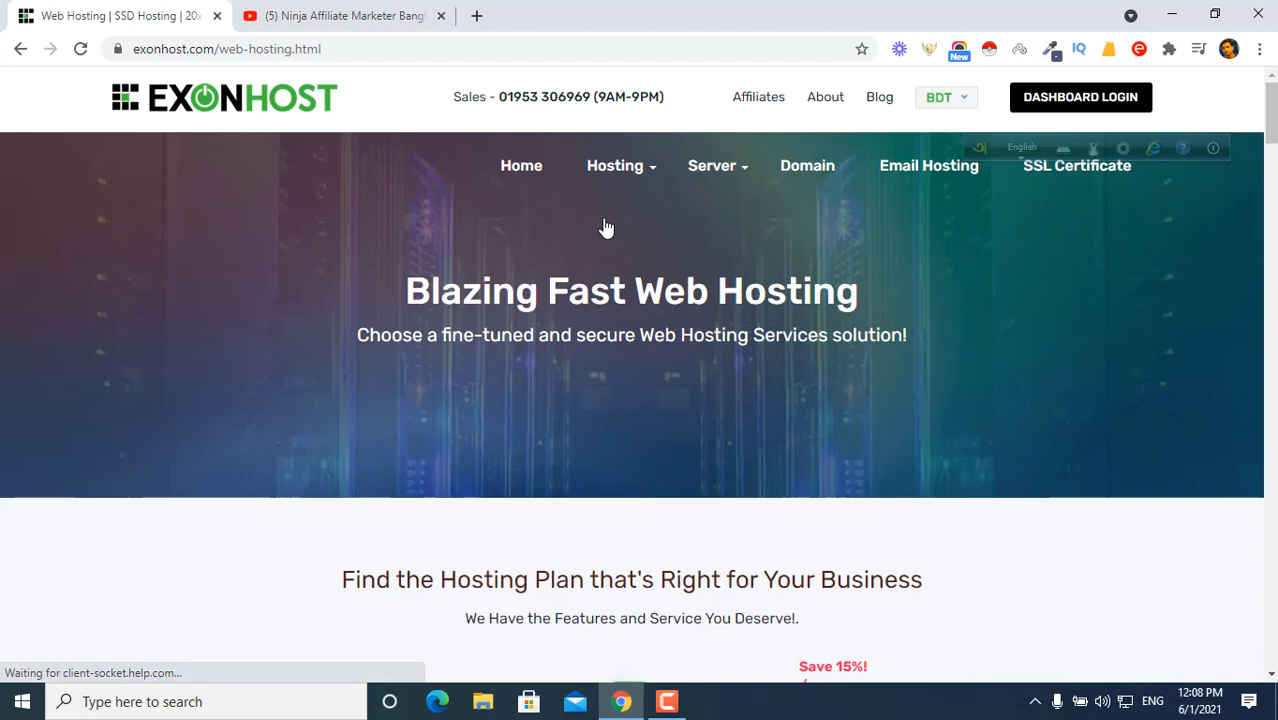 Web Hosting | SSD Hosting | 20x
(5) Ninja Affiliate Marketer Bangl
exonhost.com/web-hosting.html
New
EXONHOST
Sales - 01953 306969 (9AM-9PM)
Affiliates
About
Blog
BDT
DASHBOARD LOGIN
অ English
Home
Hosting
Server
Domain
Email Hosting
SSL Certificate
Blazing Fast Web Hosting
Choose a fine-tuned and secure Web Hosting Services solution!
Find the Hosting Plan that's Right for Your Business
We Have the Features and Service You Deserve!.
Save 15%!
Waiting for client-socket.help.com...
Type here to search
ENG
12:08 PM
6/1/2021